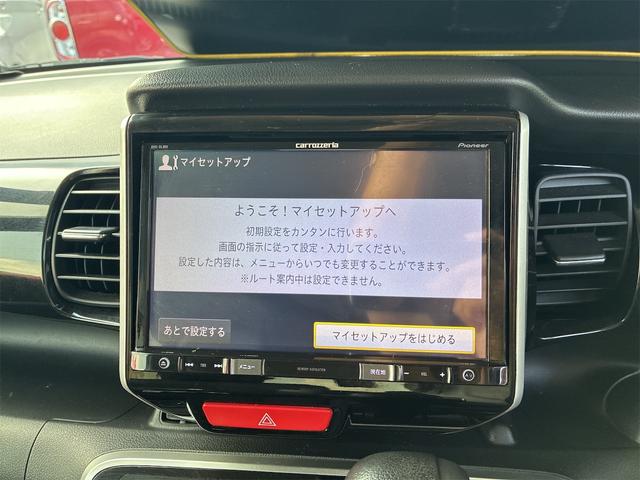 carrozzeria
Pioneer
マイセットアップ
ようこそ！マイセットアップへ
初期設定をカンタンに行います。
画面の指示に従って設定・入力してください。
設定した内容は、メニューからいつでも変更することができます。
※ルート案内中は設定できません。
あとで設定する
マイセットアップをはじめる
メニュー
MEMORY NAVIGATION
現在地
- VOL +